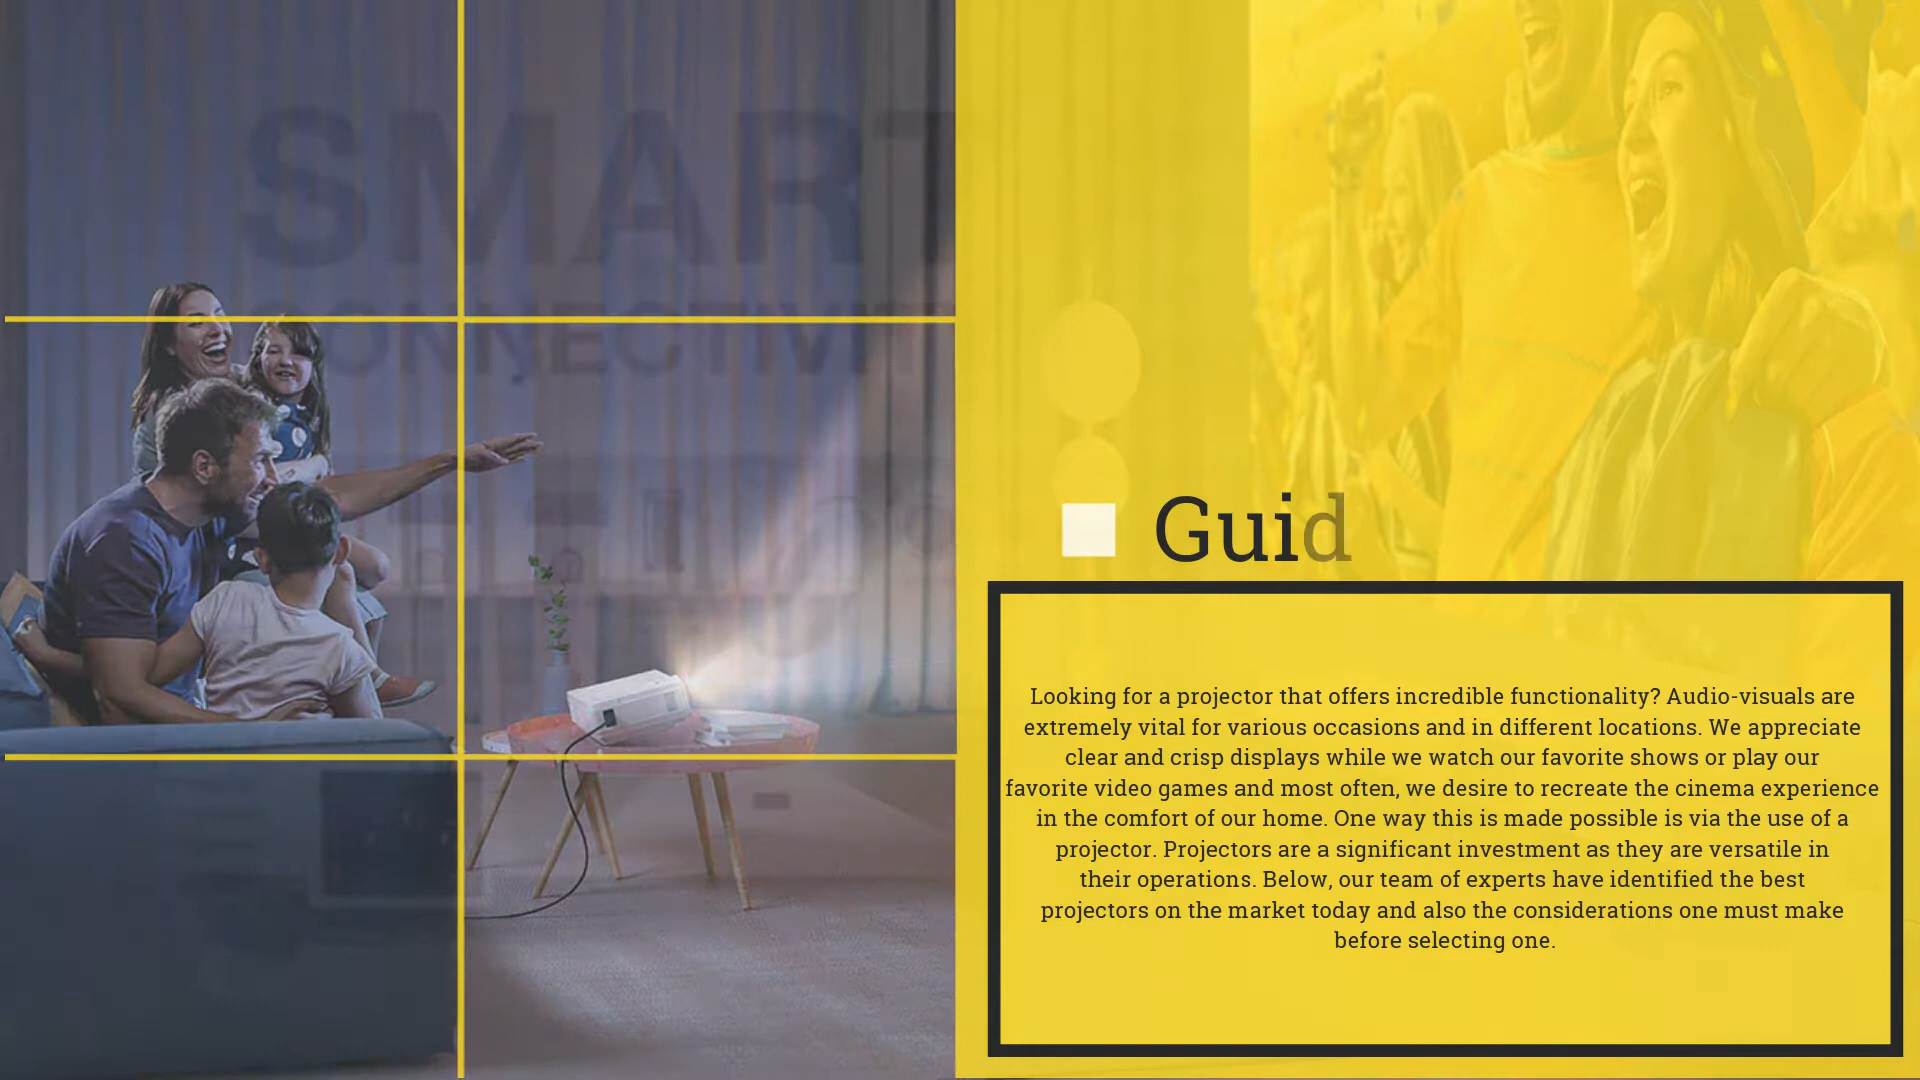 SMART
CONNECTIVIT
Guid
Looking for a projector that offers incredible functionality? Audio-visuals are
extremely vital for various occasions and in different locations. We appreciate
clear and crisp displays while we watch our favorite shows or play our
favorite video games and most often, we desire to recreate the cinema experience
in the comfort of our home. One way this is made possible is via the use of a
projector. Projectors are a significant investment as they are versatile in
their operations. Below, our team of experts have identified the best
projectors on the market today and also the considerations one must make
before selecting one.